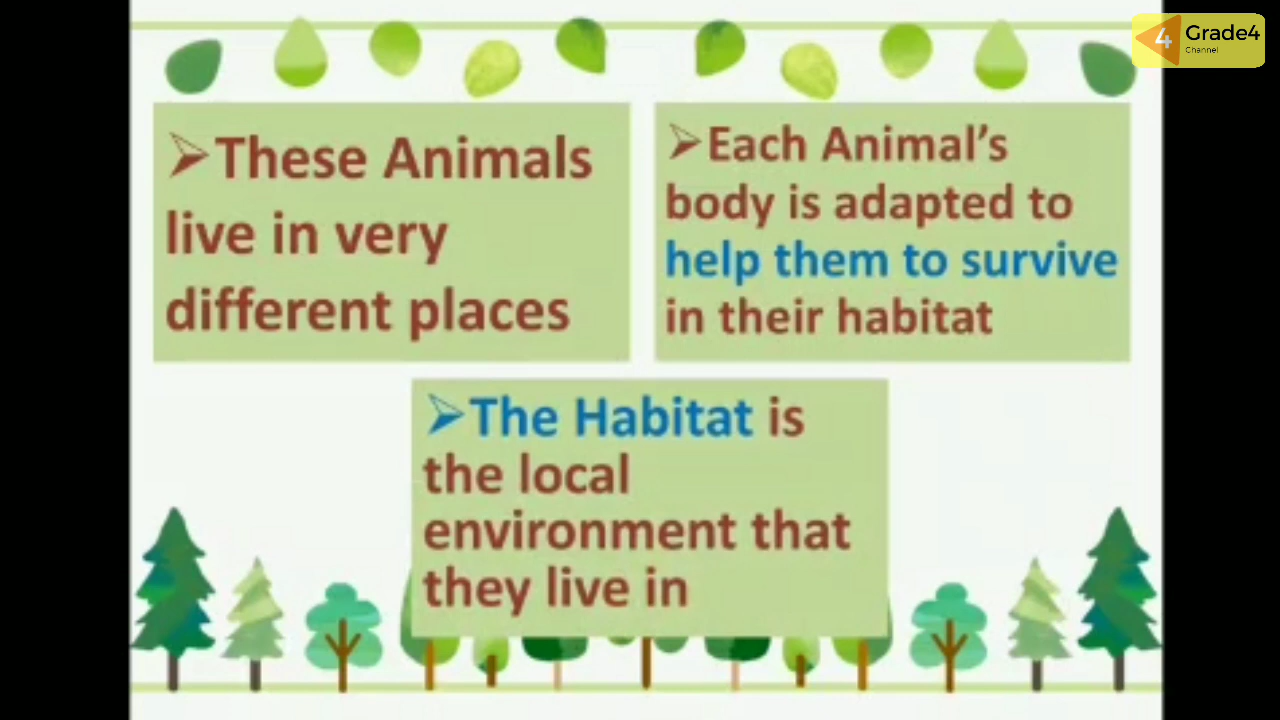 4 Grade4
Channel
➢These Animals
live in very
different places
➢Each Animal’s
body is adapted to
help them to survive
in their habitat
➢The Habitat is
the local
environment that
they live in